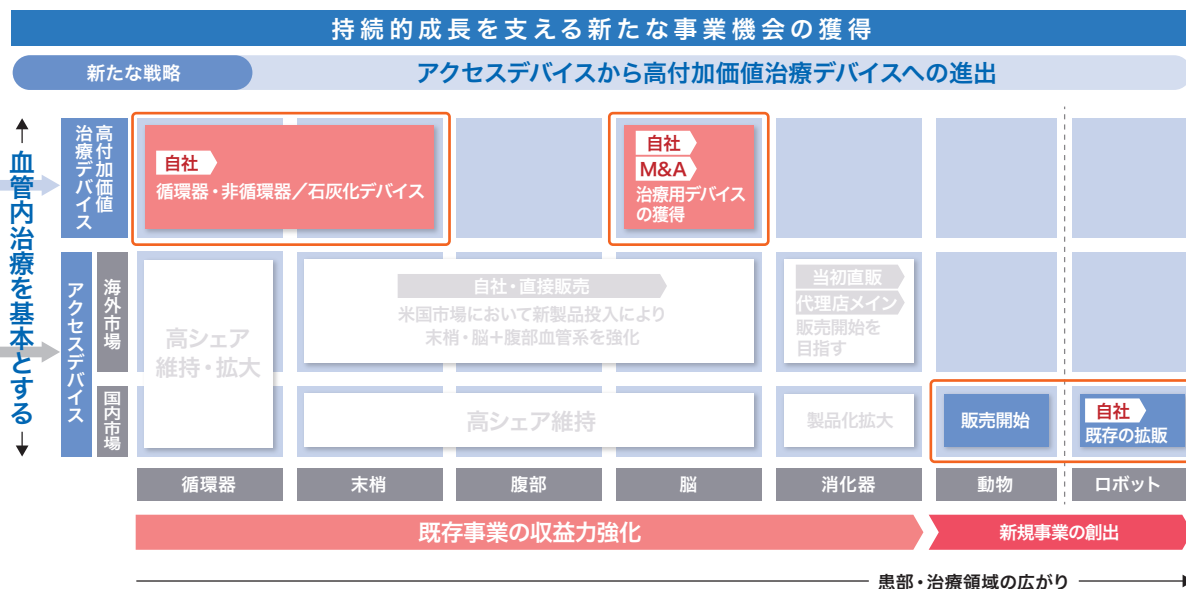 持続的成長を支える新たな事業機会の獲得
新たな戦略
アクセスデバイスから高付加価値治療デバイスへの進出
血管内治療を基本とする
高付加価値
治療デバイス
自社
循環器・非循環器／石灰化デバイス
自社
M&A
治療用デバイス
の獲得
アクセスデバイス
海外市場
高シェア
維持・拡大
自社・直接販売
米国市場において新製品投入により
末梢・脳＋腹部血管系を強化
当初直販
代理店メイン
販売開始を
目指す
国内市場
高シェア維持
製品化拡大
販売開始
自社
既存の拡販
循環器
末梢
腹部
脳
消化器
動物
ロボット
既存事業の収益力強化
新規事業の創出
患部・治療領域の広がり